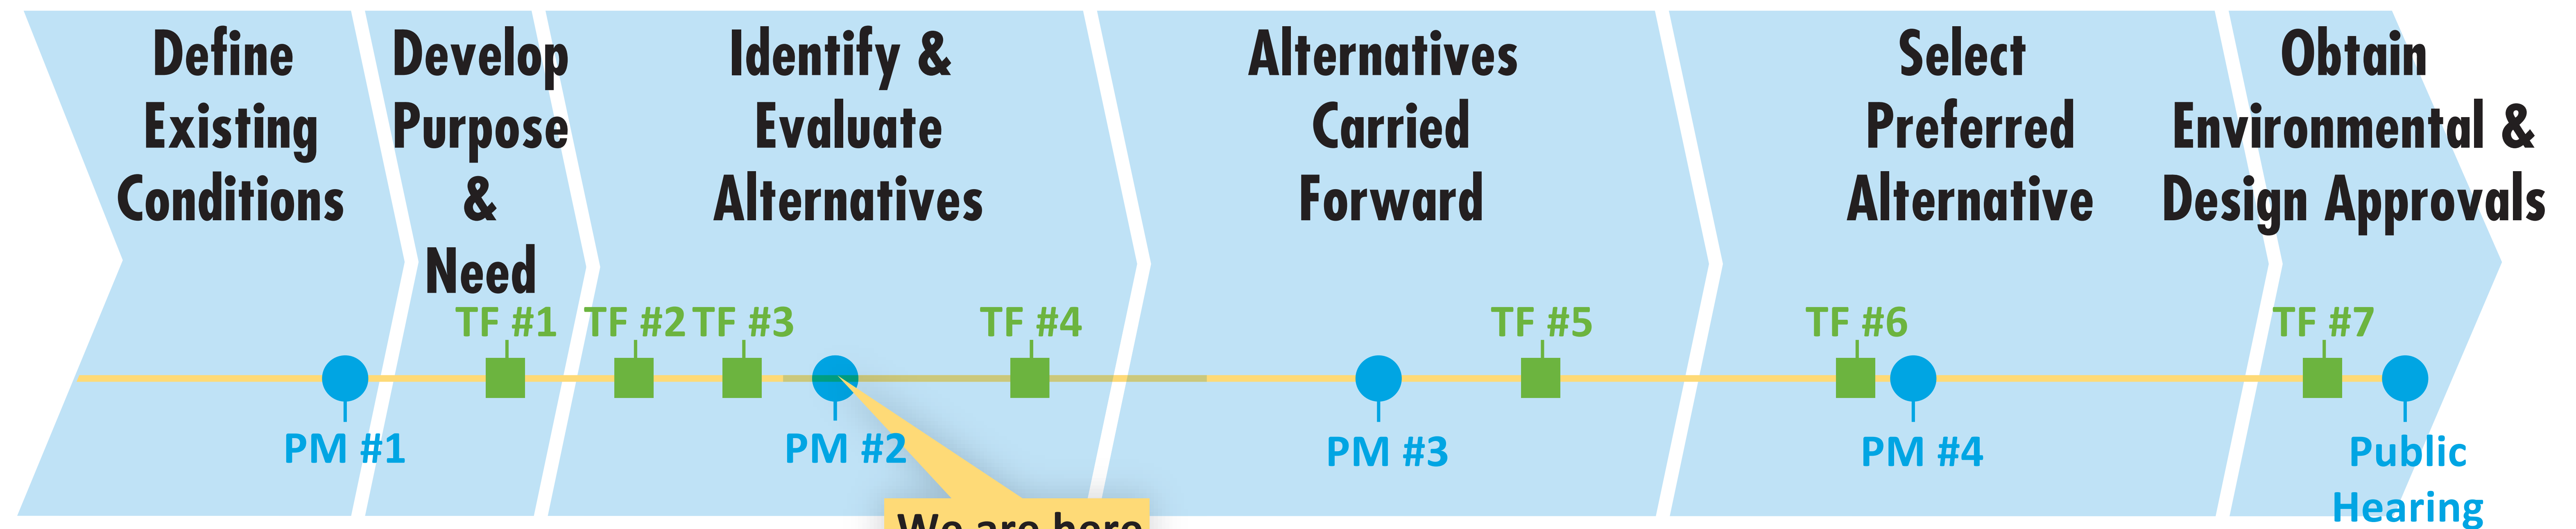 Define
Existing
Conditions
Develop
Purpose
&
Need
Identify &
Evaluate
Alternatives
Alternatives
Carried
Forward
Select
Preferred
Alternative
Obtain
Environmental &
Design Approvals
TF #1
TF #2
TF #3
TF #4
TF #5
TF #6
TF #7
PM #1
PM #2
PM #3
PM #4
Public
Hearing
We are here